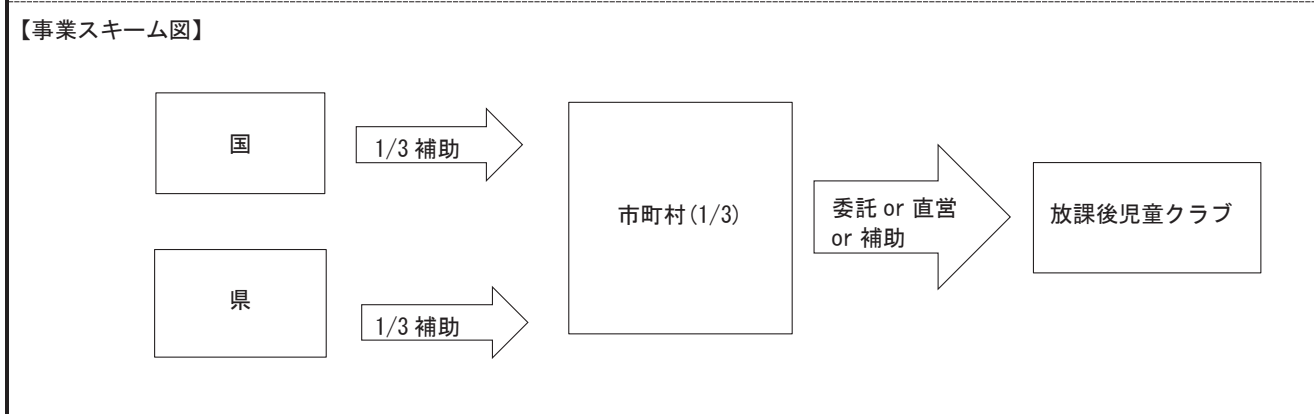 【事業スキーム図】
国
1/3 補助
県
1/3 補助
市町村(1/3)
委託 or 直営
or 補助
放課後児童クラブ